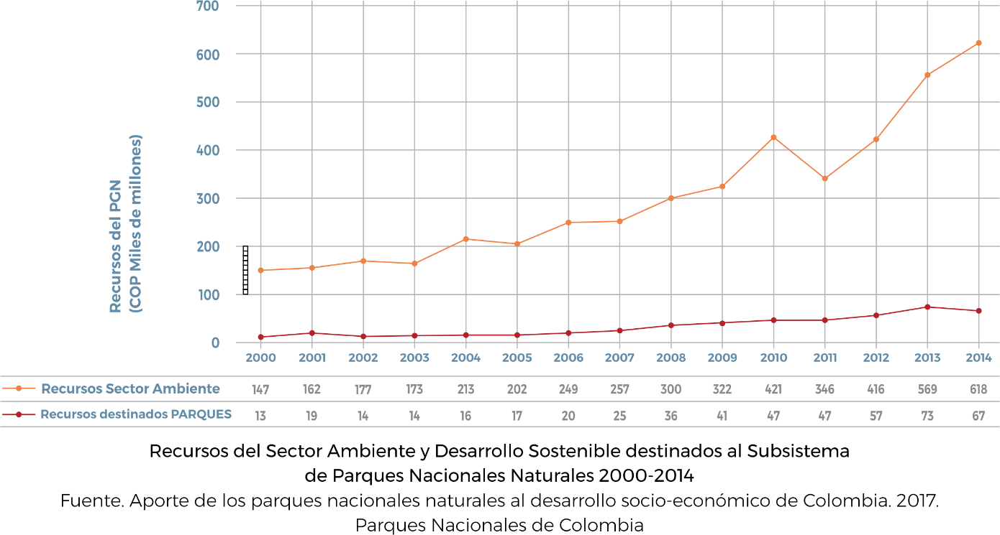 700
600
500
400
300
200
100
0
Recursos del PGN
(COP Miles de millones)
2000 2001 2002 2003 2004 2005 2006 2007 2008 2009 2010 2011 2012 2013 2014
Recursos Sector Ambiente 147 162 177 173 213 202 249 257 300 322 421 346 416 569 618
Recursos destinados PARQUES 13 19 14 14 16 17 20 25 36 41 47 47 57 73 67
Recursos del Sector Ambiente y Desarrollo Sostenible destinados al Subsistema
de Parques Nacionales Naturales 2000-2014
Fuente. Aporte de los parques nacionales naturales al desarrollo socio-económico de Colombia. 2017.
Parques Nacionales de Colombia